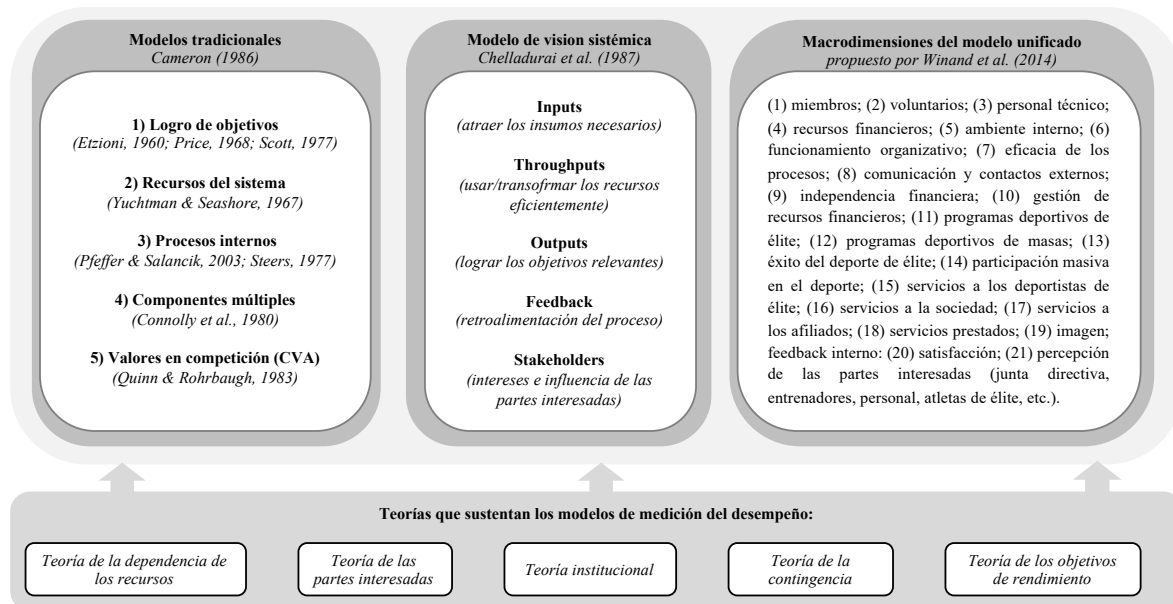 Modelos tradicionales
Cameron (1986)
1) Logro de objetivos
(Etzioni, 1960; Price, 1968; Scott, 1977)
2) Recursos del sistema
(Yuchtman & Seashore, 1967)
3) Procesos internos
(Pfeffer & Salancik, 2003; Steers, 1977)
4) Componentes múltiples
(Connolly et al., 1980)
5) Valores en competición (CVA)
(Quinn & Rohrbaugh, 1983)
Modelo de vision sistémica
Chelladurai et al. (1987)
Inputs
(atraer los insumos necesarios)
Throughputs
(usar/transofrmar los recursos
eficientemente)
Outputs
(lograr los objetivos relevantes)
Feedback
(retroalimentación del proceso)
Stakeholders
(intereses e influencia de las
partes interesadas)
Macrodimensiones del modelo unificado
propuesto por Winand et al. (2014)
(1) miembros; (2) voluntarios; (3) personal técnico;
(4) recursos financieros; (5) ambiente interno; (6)
funcionamiento organizativo; (7) eficacia de los
procesos; (8) comunicación y contactos externos;
(9) independencia financiera; (10) gestión de
recursos financieros; (11) programas deportivos de
élite; (12) programas deportivos de masas; (13)
éxito del deporte de élite; (14) participación masiva
en el deporte; (15) servicios a los deportistas de
élite; (16) servicios a la sociedad; (17) servicios a
los afiliados; (18) servicios prestados; (19) imagen;
feedback interno: (20) satisfacción; (21) percepción
de las partes interesadas (junta directiva,
entrenadores, personal, atletas de élite, etc.).
Teorías que sustentan los modelos de medición del desempeño:
Teoría de la dependencia de
los recursos
Teoría de las
partes interesadas
Teoría institucional
Teoría de la
contingencia
Teoría de los objetivos
de rendimiento